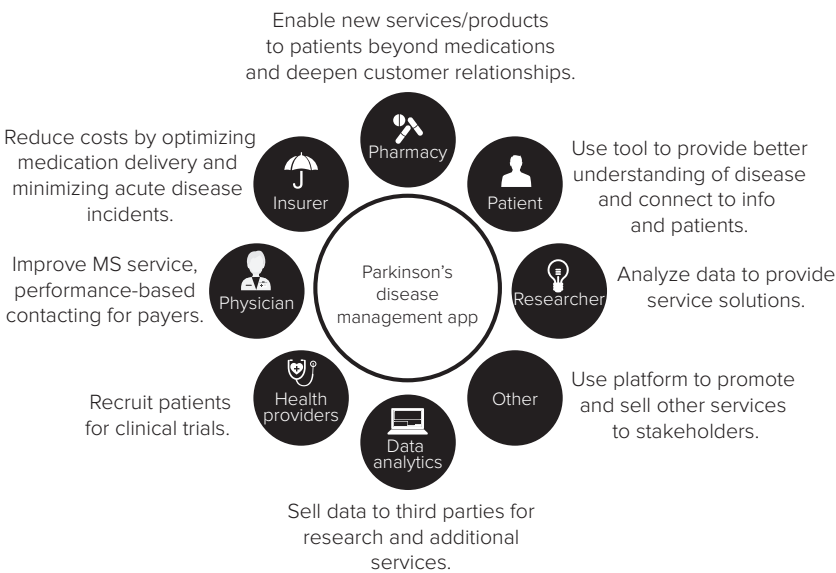 Enable new services/products
to patients beyond medications
and deepen customer relationships.
Pharmacy
Reduce costs by optimizing
medication delivery and
minimizing acute disease
incidents.
Insurer
Patient
Use tool to provide better
understanding of disease
and connect to info
and patients.
Improve MS service,
performance-based
contacting for payers.
Physician
Parkinson's
disease
management app
Researcher
Analyze data to provide
service solutions.
Recruit patients
for clinical trials.
Health
providers
Other
Use platform to promote
and sell other services
to stakeholders.
Data
analytics
Sell data to third parties for
research and additional
services.